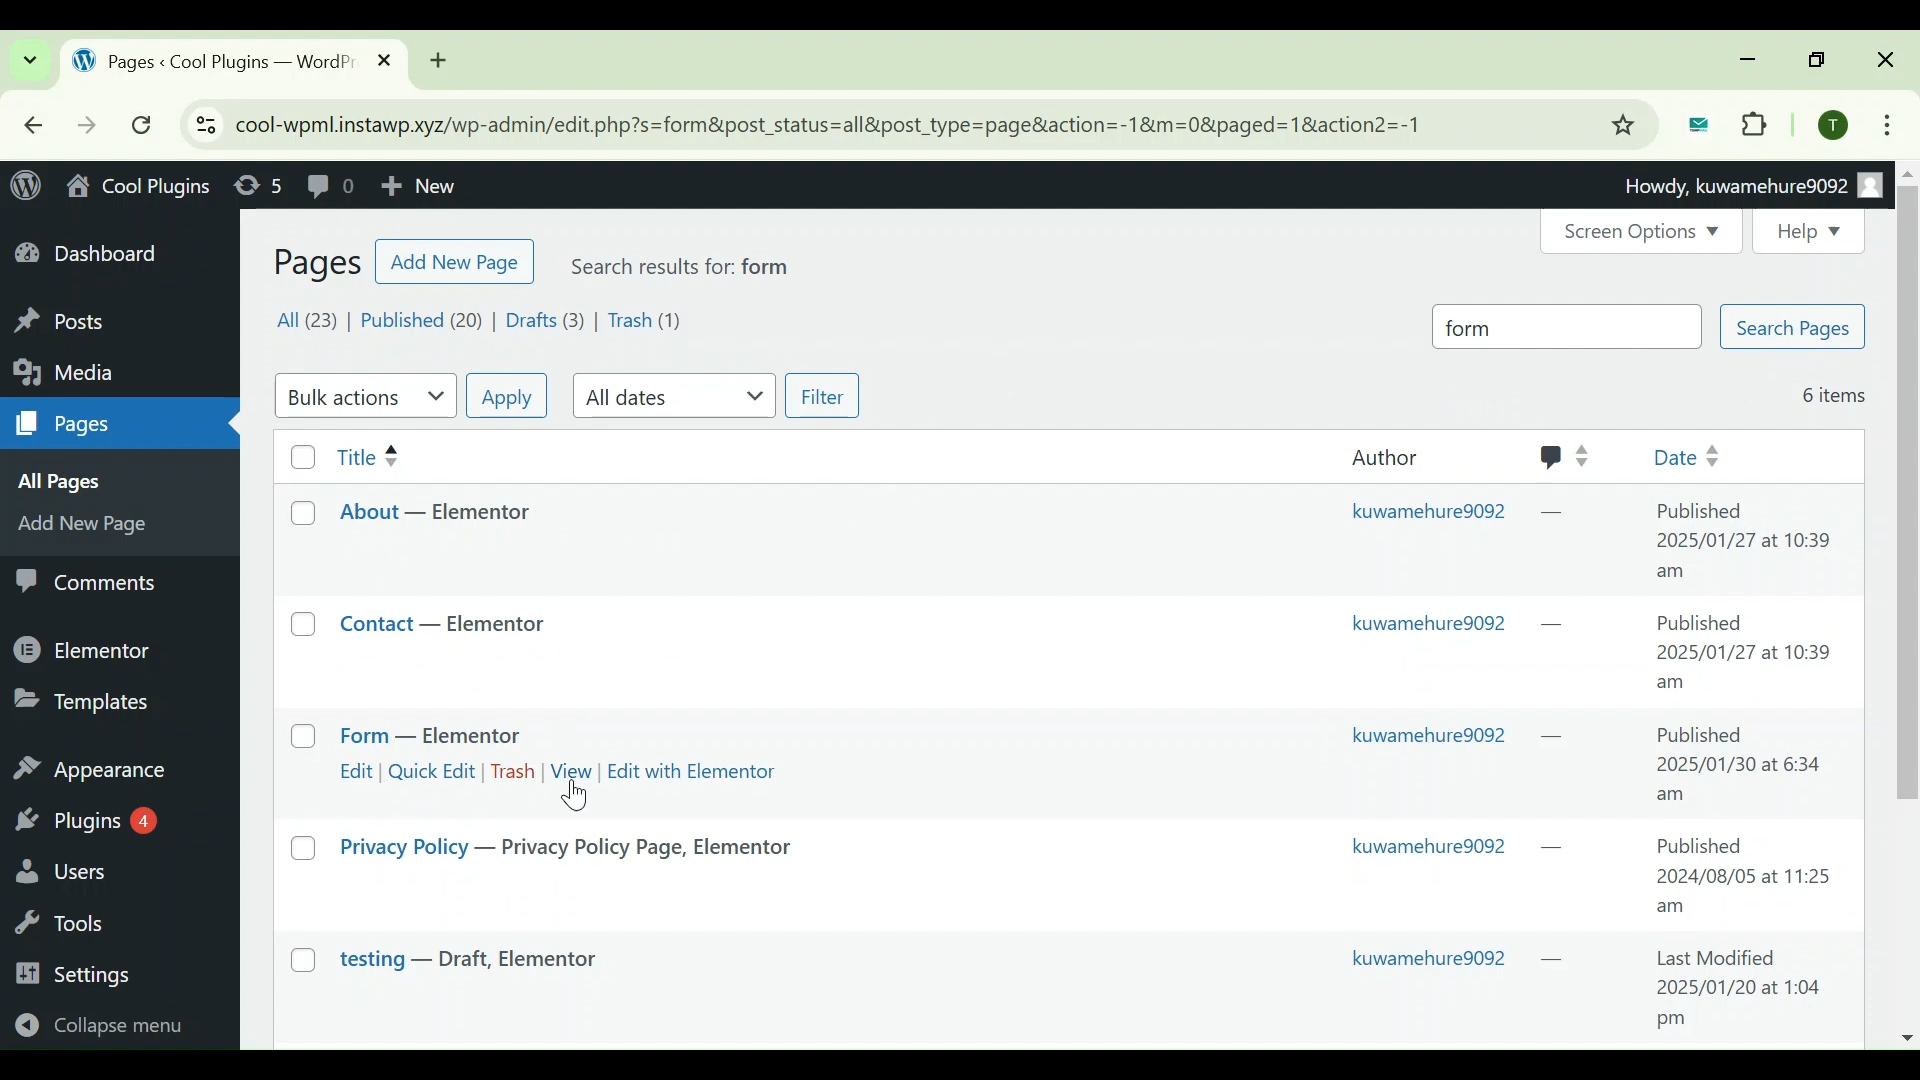 Pages ‹ Cool Plugins — WordPr
cool-wpml.instawp.xyz/wp-admin/edit.php?s=form&post_status=all&post_type=page&action=-1&m=0&paged=1&action2=-1
T
Cool Plugins 5 0 New
Howdy, kuwamehure9092
Dashboard
Posts
Media
Pages
All Pages
Add New Page
Comments
Elementor
Templates
Appearance
Plugins 4
Users
Tools
Settings
Collapse menu
Screen Options Help
Pages Add New Page Search results for: form
All (23) | Published (20) | Drafts (3) | Trash (1)
form Search Pages
Bulk actions Apply All dates Filter 6 items
Title Author Date
About — Elementor kuwamehure9092 — Published
2025/01/27 at 10:39
am
Contact — Elementor kuwamehure9092 — Published
2025/01/27 at 10:39
am
Form — Elementor kuwamehure9092 — Published
Edit | Quick Edit | Trash | View | Edit with Elementor 2025/01/30 at 6:34
am
Privacy Policy — Privacy Policy Page, Elementor kuwamehure9092 — Published
2024/08/05 at 11:25
am
testing — Draft, Elementor kuwamehure9092 — Last Modified
2025/01/20 at 1:04
pm